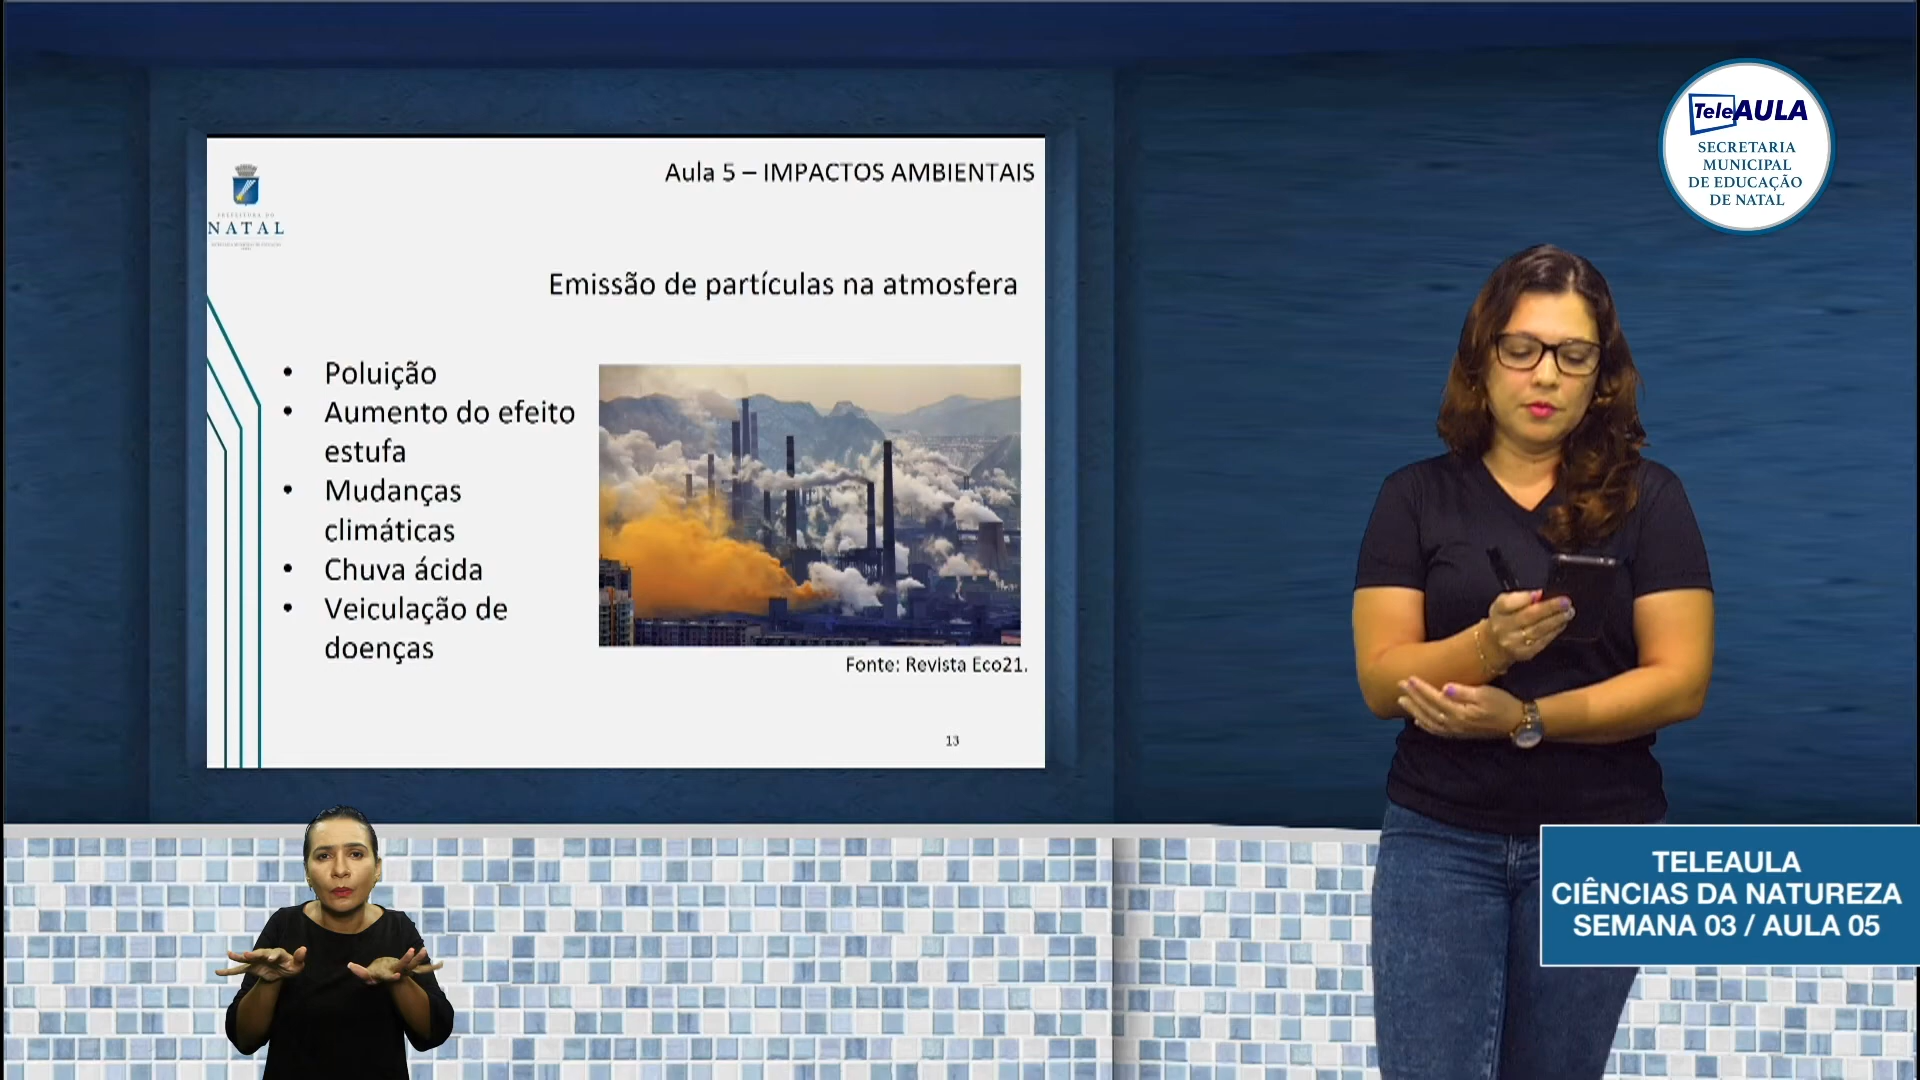 Aula 5 – IMPACTOS AMBIENTAIS
PREFEITURA DO
NATAL
Emissão de partículas na atmosfera
• Poluição
• Aumento do efeito
estufa
• Mudanças
climáticas
• Chuva ácida
• Veiculação de
doenças
Fonte: Revista Eco21.
13
TeleAULA
SECRETARIA
MUNICIPAL
DE EDUCAÇÃO
DE NATAL
TELEAULA
CIÊNCIAS DA NATUREZA
SEMANA 03 / AULA 05